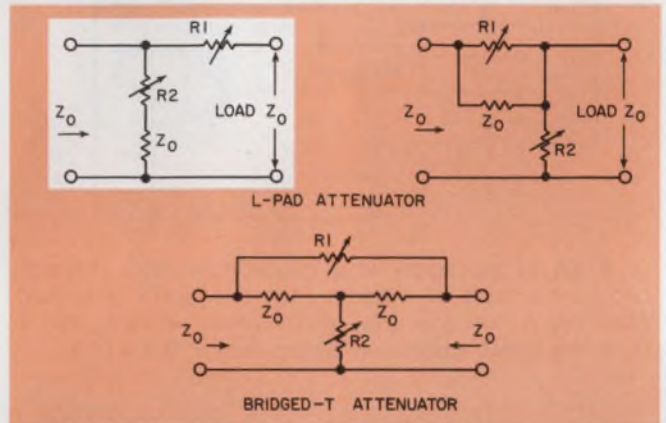 R1
R2
LOAD
Z0
Z0
Z0
R1
Z0
LOAD
Z0
Z0
R2
L-PAD ATTENUATOR
R1
Z0
Z0
Z0
R2
Z0
BRIDGED-T ATTENUATOR